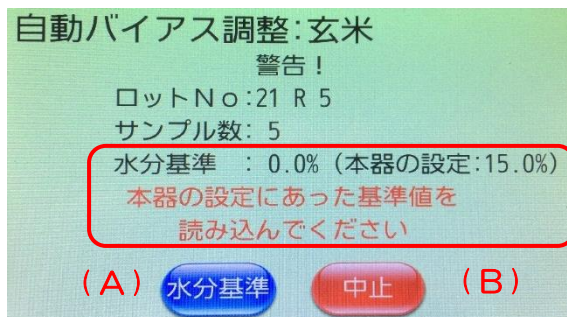 自動バイアス調整:玄米
警告!
ロットNo:21 R 5
サンプル数: 5
水分基準 : 0.0% (本器の設定:15.0%)
本器の設定にあった基準値を
読み込んでください
(A) 水分基準 中止 (B)